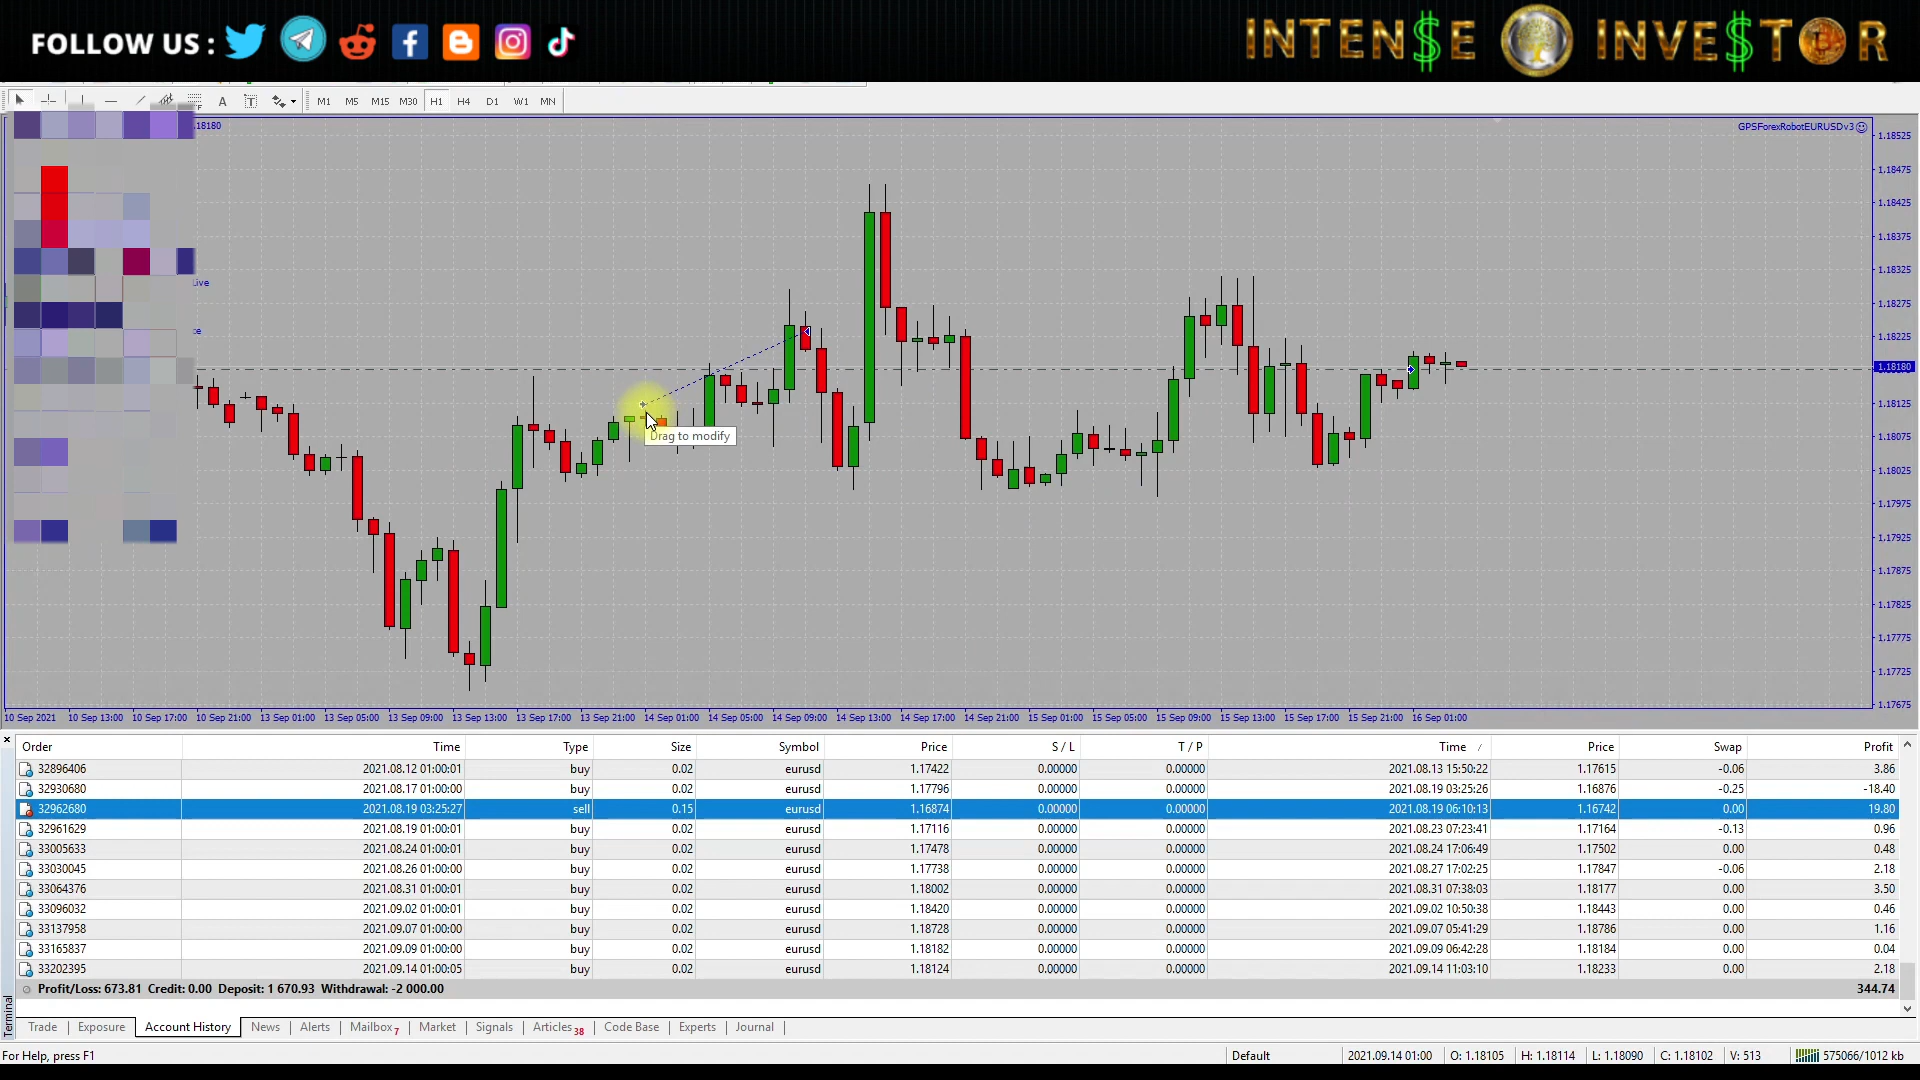 FOLLOW US :
INTEN$E INVE$T R
A T
M1 M5 M15 M30 H1 H4 D1 W1 MN
.18180
GPSForexRobotEURUSDv3
1.18525
1.18475
1.18425
1.18375
1.18325
Live
1.18275
ce
1.18225
1.18180
1.18125
Drag to modify
1.18075
1.18025
1.17975
1.17925
1.17875
1.17825
1.17775
1.17725
1.17675
10 Sep 2021 10 Sep 13:00 10 Sep 17:00 10 Sep 21:00 13 Sep 01:00 13 Sep 05:00 13 Sep 09:00 13 Sep 13:00 13 Sep 17:00 13 Sep 21:00 14 Sep 01:00 14 Sep 05:00 14 Sep 09:00 14 Sep 13:00 14 Sep 17:00 14 Sep 21:00 15 Sep 01:00 15 Sep 05:00 15 Sep 09:00 15 Sep 13:00 15 Sep 17:00 15 Sep 21:00 16 Sep 01:00
Order Time Type Size Symbol Price S / L T / P Time / Price Swap Profit
32896406 2021.08.12 01:00:01 buy 0.02 eurusd 1.17422 0.00000 0.00000 2021.08.13 15:50:22 1.17615 -0.06 3.86
32930680 2021.08.17 01:00:00 buy 0.02 eurusd 1.17796 0.00000 0.00000 2021.08.19 03:25:26 1.16876 -0.25 -18.40
32962680 2021.08.19 03:25:27 sell 0.15 eurusd 1.16874 0.00000 0.00000 2021.08.19 06:10:13 1.16742 0.00 19.80
32961629 2021.08.19 01:00:01 buy 0.02 eurusd 1.17116 0.00000 0.00000 2021.08.23 07:23:41 1.17164 -0.13 0.96
33005633 2021.08.24 01:00:01 buy 0.02 eurusd 1.17478 0.00000 0.00000 2021.08.24 17:06:49 1.17502 0.00 0.48
33030045 2021.08.26 01:00:00 buy 0.02 eurusd 1.17738 0.00000 0.00000 2021.08.27 17:02:25 1.17847 -0.06 2.18
33064376 2021.08.31 01:00:01 buy 0.02 eurusd 1.18002 0.00000 0.00000 2021.08.31 07:38:03 1.18177 0.00 3.50
33096032 2021.09.02 01:00:01 buy 0.02 eurusd 1.18420 0.00000 0.00000 2021.09.02 10:50:38 1.18443 0.00 0.46
33137958 2021.09.07 01:00:00 buy 0.02 eurusd 1.18728 0.00000 0.00000 2021.09.07 05:41:29 1.18786 0.00 1.16
33165837 2021.09.09 01:00:00 buy 0.02 eurusd 1.18182 0.00000 0.00000 2021.09.09 06:42:28 1.18184 0.00 0.04
33202395 2021.09.14 01:00:05 buy 0.02 eurusd 1.18124 0.00000 0.00000 2021.09.14 11:03:10 1.18233 0.00 2.18
Profit/Loss: 673.81 Credit: 0.00 Deposit: 1 670.93 Withdrawal: -2 000.00 344.74
Terminal
Trade Exposure Account History News Alerts Mailbox 7 Market Signals Articles 38 Code Base Experts Journal
For Help, press F1 Default 2021.09.14 01:00 O: 1.18105 H: 1.18114 L: 1.18090 C: 1.18102 V: 513 575066/1012 kb